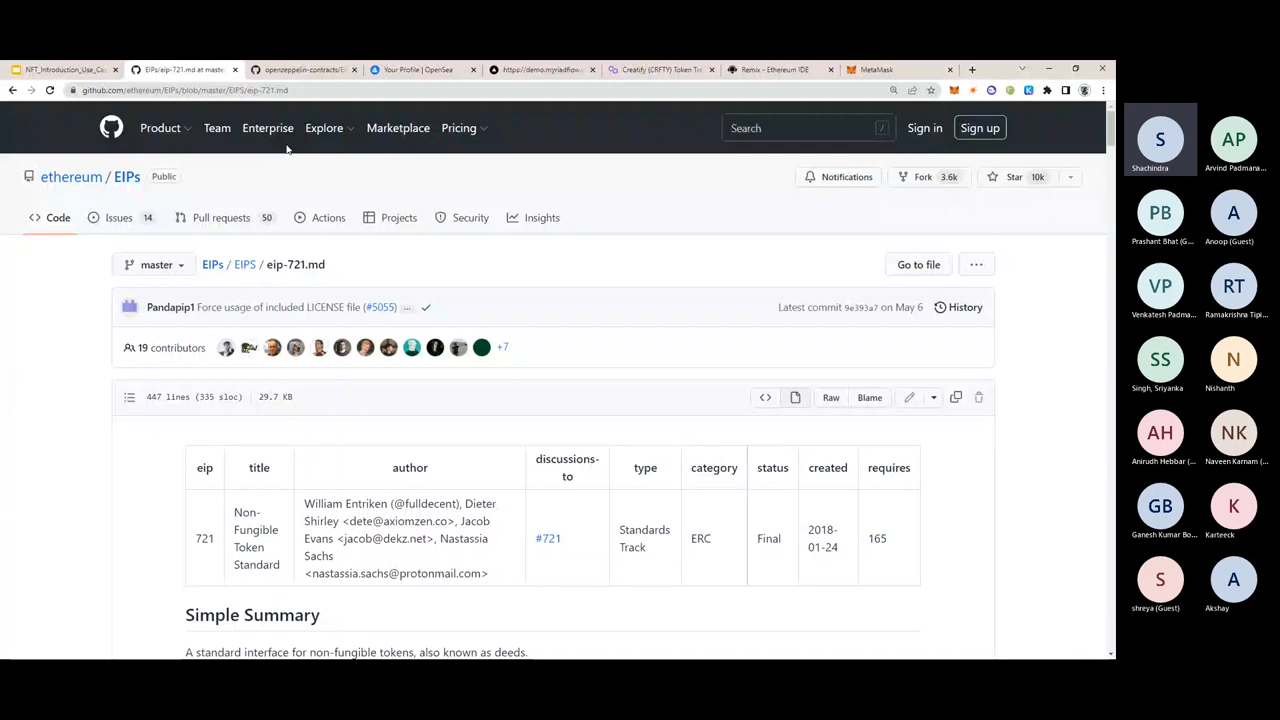 NFT_Introduction_Use_Ca
EIPs/eip-721.md at maste
openzeppelin-contracts/E
Your Profile | OpenSea
https://demo.myriadflow
Creatify (CRFTY) Token Tr
Remix - Ethereum IDE
MetaMask
github.com/ethereum/EIPs/blob/master/EIPS/eip-721.md
Product Team Enterprise Explore Marketplace Pricing Search / Sign in Sign up
ethereum / EIPs Public Notifications Fork 3.6k Star 10k
Code Issues 14 Pull requests 50 Actions Projects Security Insights
master EIPs / EIPS / eip-721.md Go to file ...
Pandapip1 Force usage of included LICENSE file (#5055) ... Latest commit 9e393a7 on May 6 History
19 contributors +7
447 lines (335 sloc) 29.7 KB Raw Blame
eip title author discussions-to type category status created requires
721
Non-
Fungible
Token
Standard
William Entriken (@fulldecent), Dieter
Shirley <dete@axiomzen.co>, Jacob
Evans <jacob@dekz.net>, Nastassia
Sachs
<nastassia.sachs@protonmail.com>
#721
Standards
Track
ERC
Final
2018-
01-24
165
Simple Summary
A standard interface for non-fungible tokens, also known as deeds.
S AP
Shachindra Arvind Padmana...
PB A
Prashant Bhat (G... Anoop (Guest)
VP RT
Venkatesh Padma... Ramakrishna Tipi...
SS N
Singh, Sriyanka Nishanth
AH NK
Anirudh Hebbar (... Naveen Karnam (...
GB K
Ganesh Kumar Bo... Karteeck
S A
shreya (Guest) Akshay